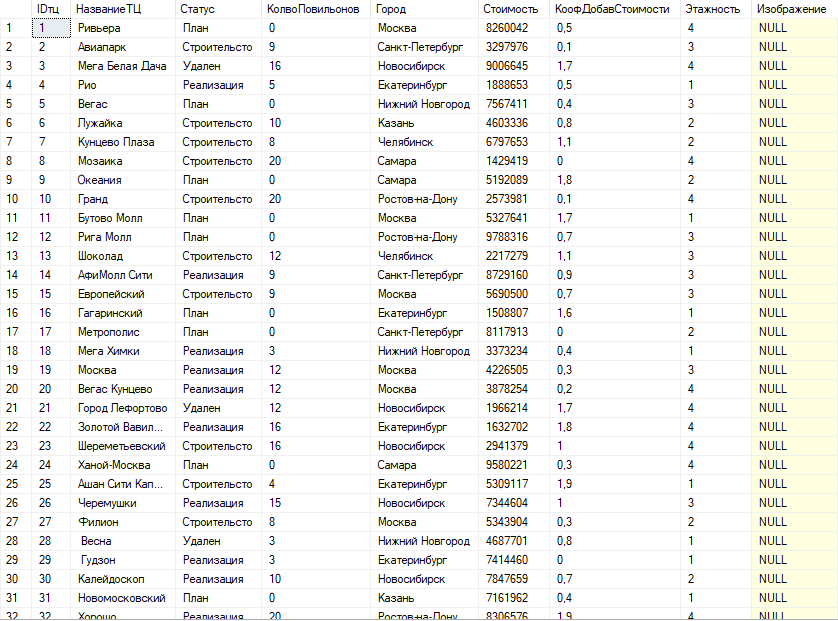 IDтц НазваниеТЦ Статус КолвоПовильонов Город Стоимость КоофДобавСтоимости Этажность Изображение
1 1 Ривьера План 0 Москва 8260042 0,5 4 NULL
2 2 Авиапарк Строительсто 9 Санкт-Петербург 3297976 0,1 3 NULL
3 3 Мега Белая Дача Удален 16 Новосибирск 9006645 1,7 4 NULL
4 4 Рио Реализация 5 Екатеринбург 1888653 0,5 1 NULL
5 5 Вегас План 0 Нижний Новгород 7567411 0,4 3 NULL
6 6 Лужайка Строительсто 10 Казань 4603336 0,8 2 NULL
7 7 Кунцево Плаза Строительсто 8 Челябинск 6797653 1,1 2 NULL
8 8 Мозаика Строительсто 20 Самара 1429419 0 4 NULL
9 9 Океания План 0 Самара 5192089 1,8 2 NULL
10 10 Гранд Строительсто 20 Ростов-на-Дону 2573981 0,1 4 NULL
11 11 Бутово Молл План 0 Москва 5327641 1,7 1 NULL
12 12 Рига Молл План 0 Ростов-на-Дону 9788316 0,7 3 NULL
13 13 Шоколад Строительсто 12 Челябинск 2217279 1,1 3 NULL
14 14 АфиМолл Сити Реализация 9 Санкт-Петербург 8729160 0,9 3 NULL
15 15 Европейский Строительсто 9 Москва 5690500 0,7 3 NULL
16 16 Гагаринский План 0 Екатеринбург 1508807 1,6 1 NULL
17 17 Метрополис План 0 Санкт-Петербург 8117913 0 2 NULL
18 18 Мега Химки Реализация 3 Нижний Новгород 3373234 0,4 1 NULL
19 19 Москва Реализация 12 Москва 4226505 0,3 3 NULL
20 20 Вегас Кунцево Реализация 12 Москва 3878254 0,2 4 NULL
21 21 Город Лефортово Удален 12 Новосибирск 1966214 1,7 4 NULL
22 22 Золотой Вавил... Реализация 16 Екатеринбург 1632702 1,8 4 NULL
23 23 Шереметьевский Строительсто 16 Новосибирск 2941379 1 4 NULL
24 24 Ханой-Москва План 0 Самара 9580221 0,3 4 NULL
25 25 Ашан Сити Кап... Строительсто 4 Екатеринбург 5309117 1,9 1 NULL
26 26 Черемушки Реализация 15 Новосибирск 7344604 1 3 NULL
27 27 Филион Строительсто 8 Москва 5343904 0,3 2 NULL
28 28 Весна Удален 3 Нижний Новгород 4687701 0,8 1 NULL
29 29 Гудзон Реализация 3 Екатеринбург 7414460 0 1 NULL
30 30 Калейдоскоп Реализация 10 Новосибирск 7847659 0,7 2 NULL
31 31 Новомосковский План 0 Казань 7161962 0,4 1 NULL
32 32 Хорошо Реализация 20 Ростов-на-Дону 8306576 1,9 4 NULL